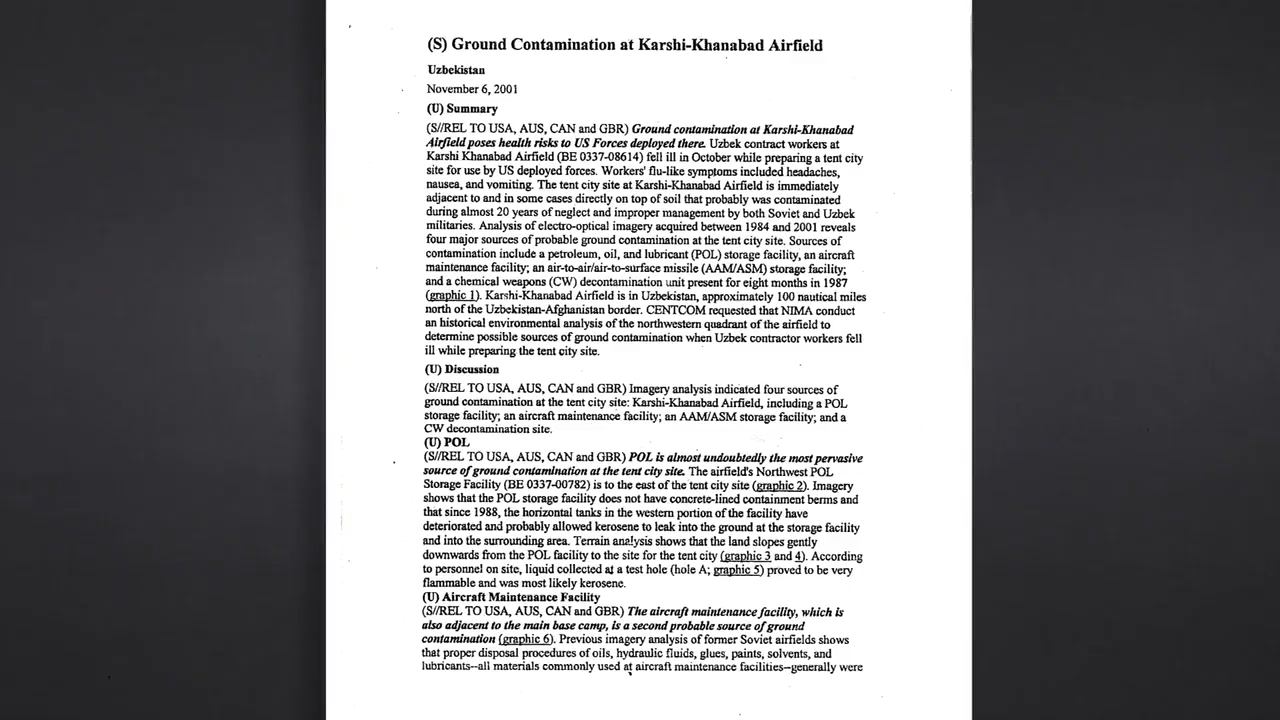 (S) Ground Contamination at Karshi-Khanabad Airfield
Uzbekistan
November 6, 2001
(U) Summary
(S//REL TO USA, AUS, CAN and GBR) Ground contamination at Karshi-Khanabad
Airfield poses health risks to US Forces deployed there. Uzbek contract workers at
Karshi Khanabad Airfield (BE 0337-08614) fell ill in October while preparing a tent city
site for use by US deployed forces. Workers' flu-like symptoms included headaches,
nausea, and vomiting. The tent city site at Karshi-Khanabad Airfield is immediately
adjacent to and in some cases directly on top of soil that probably was contaminated
during almost 20 years of neglect and improper management by both Soviet and Uzbek
militaries. Analysis of electro-optical imagery acquired between 1984 and 2001 reveals
four major sources of probable ground contamination at the tent city site. Sources of
contamination include a petroleum, oil, and lubricant (POL) storage facility, an aircraft
maintenance facility; an air-to-air/air-to-surface missile (AAM/ASM) storage facility;
and a chemical weapons (CW) decontamination unit present for eight months in 1987
(graphic 1). Karshi-Khanabad Airfield is in Uzbekistan, approximately 100 nautical miles
north of the Uzbekistan-Afghanistan border. CENTCOM requested that NIMA conduct
an historical environmental analysis of the northwestern quadrant of the airfield to
determine possible sources of ground contamination when Uzbek contractor workers fell
ill while preparing the tent city site.
(U) Discussion
(S//REL TO USA, AUS, CAN and GBR) Imagery analysis indicated four sources of
ground contamination at the tent city site: Karshi-Khanabad Airfield, including a POL
storage facility; an aircraft maintenance facility; an AAM/ASM storage facility; and a
CW decontamination site.
(U) POL
(S//REL TO USA, AUS, CAN and GBR) POL is almost undoubtedly the most pervasive
source of ground contamination at the tent city site. The airfield's Northwest POL
Storage Facility (BE 0337-00782) is to the east of the tent city site (graphic 2). Imagery
shows that the POL storage facility does not have concrete-lined containment berms and
that since 1988, the horizontal tanks in the western portion of the facility have
deteriorated and probably allowed kerosene to leak into the ground at the storage facility
and into the surrounding area. Terrain analysis shows that the land slopes gently
downwards from the POL facility to the site for the tent city (graphic 3 and 4). According
to personnel on site, liquid collected at a test hole (hole A; graphic 5) proved to be very
flammable and was most likely kerosene.
(U) Aircraft Maintenance Facility
(S//REL TO USA, AUS, CAN and GBR) The aircraft maintenance facility, which is
also adjacent to the main base camp, is a second probable source of ground
contamination (graphic 6). Previous imagery analysis of former Soviet airfields shows
that proper disposal procedures of oils, hydraulic fluids, glues, paints, solvents, and
lubricants--all materials commonly used at aircraft maintenance facilities--generally were